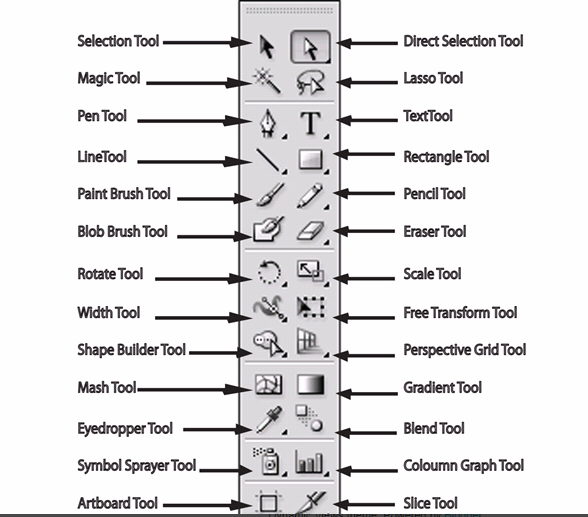 Selection Tool
Direct Selection Tool
Magic Tool
Lasso Tool
Pen Tool
TextTool
LineTool
Rectangle Tool
Paint Brush Tool
Pencil Tool
Blob Brush Tool
Eraser Tool
Rotate Tool
Scale Tool
Width Tool
Free Transform Tool
Shape Builder Tool
Perspective Grid Tool
Mash Tool
Gradient Tool
Eyedropper Tool
Blend Tool
Symbol Sprayer Tool
Coloumn Graph Tool
Artboard Tool
Slice Tool